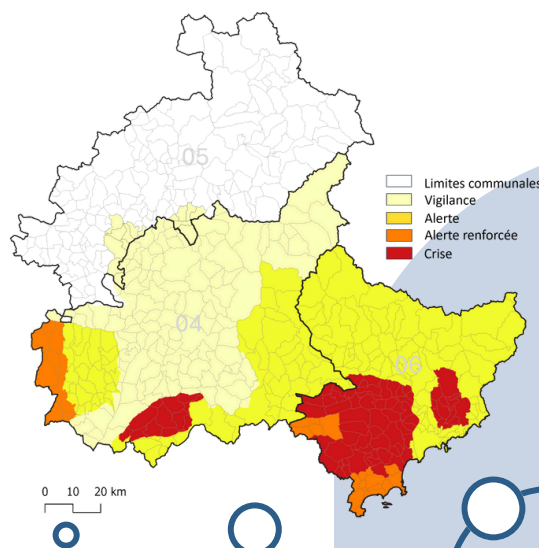 05
Limites communales
Vigilance
Alerte
Alerte renforcée
Crise
04
06
0 10 20 km